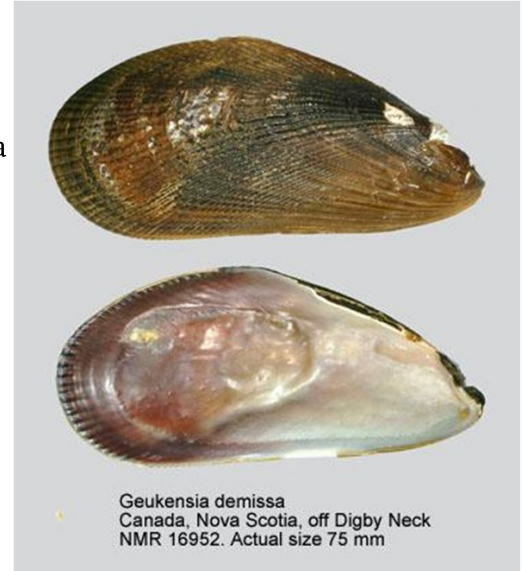 a
Geukensia demissa
Canada, Nova Scotia, off Digby Neck
NMR 16952. Actual size 75 mm